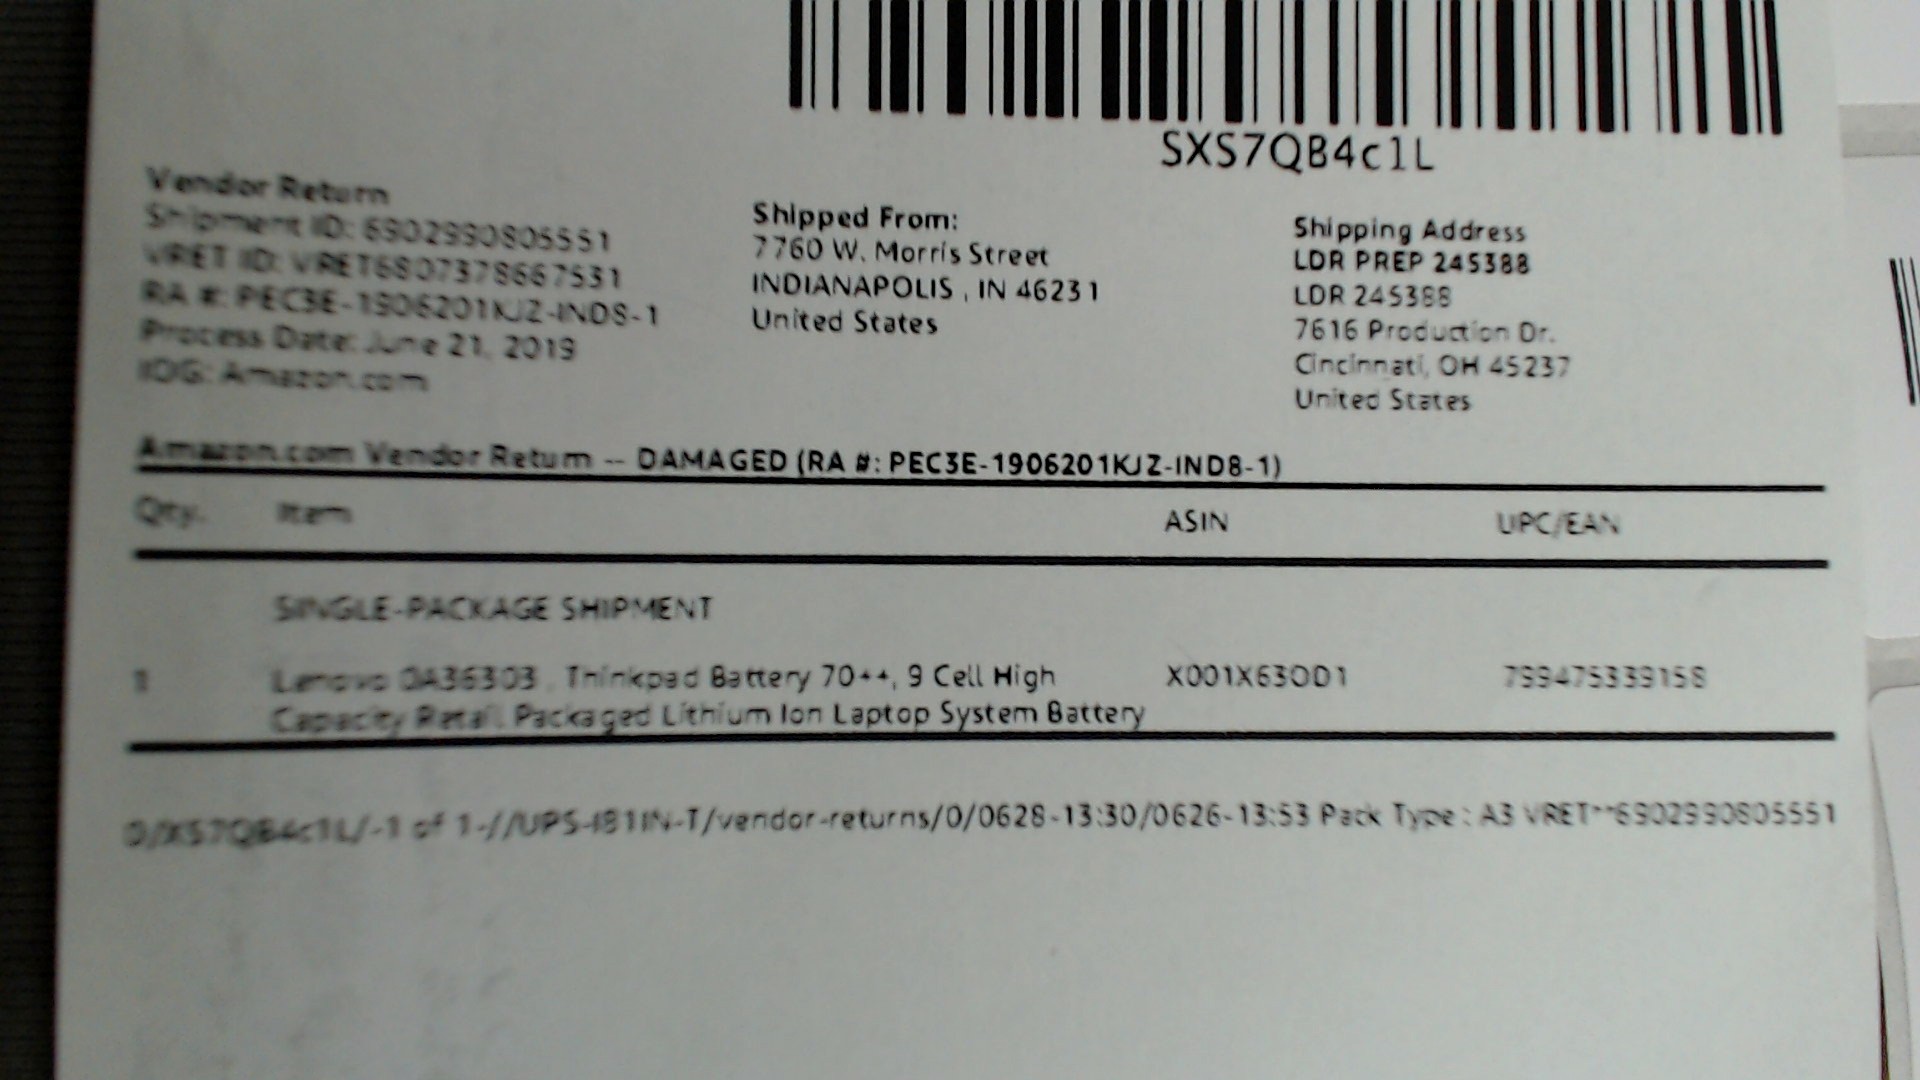 SXS7QB4c1L
Vendor Return
Shipment ID: 6902990805551
VRET ID: VRET6807378667531
RA #: PEC3E-1906201KJZ-IND8-1
Process Date: June 21, 2019
IOG: Amazon.com
Shipped From:
7760 W. Morris Street
INDIANAPOLIS , IN 46231
United States
Shipping Address
LDR PREP 245388
LDR 245388
7616 Production Dr.
Cincinnati, OH 45237
United States
Amazon.com Vendor Return -- DAMAGED (RA #: PEC3E-1906201KJZ-IND8-1)
Qty. Item ASIN UPC/EAN
SINGLE-PACKAGE SHIPMENT
1 Lenovo 0A36303 , Thinkpad Battery 70++, 9 Cell High X001X63OD1 799475339158
Capacity Retail Packaged Lithium Ion Laptop System Battery
0/XS7QB4c1L/-1 of 1-//UPS-I81IN-T/vendor-returns/0/0628-13:30/0626-13:53 Pack Type : A3 VRET**6902990805551